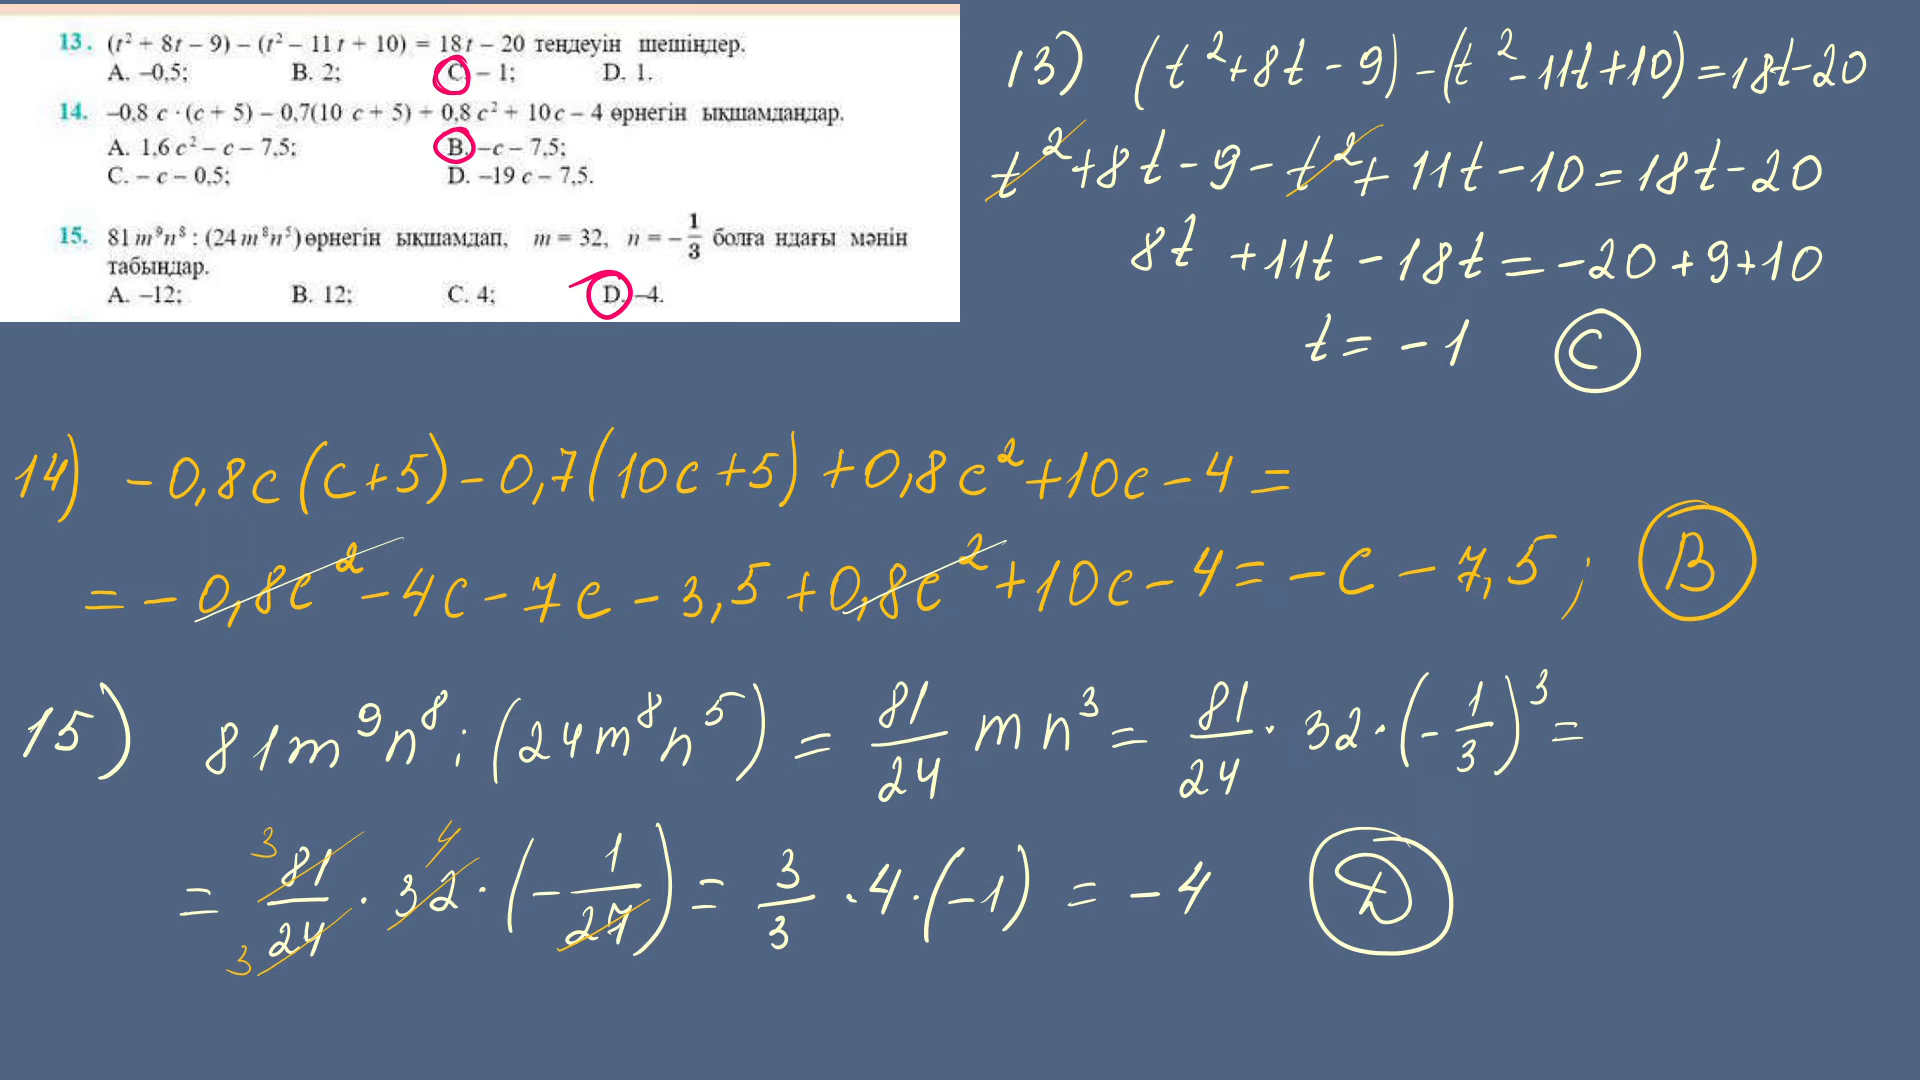 13. (t² + 8t – 9) – (t² – 11t + 10) = 18t – 20 теңдеуін шешіңдер.
A. –0,5; B. 2; C. – 1; D. 1.
14. –0,8 c · (c + 5) – 0,7(10 c + 5) + 0,8 c² + 10c – 4 өрнегін ықшамдаңдар.
A. 1,6 c² – c – 7,5; B. –c – 7,5;
C. – c – 0,5; D. –19 c – 7,5.
15. 81 m⁹n⁸ : (24 m⁸n⁵) өрнегін ықшамдап, m = 32, n = – 1/3 болға ндағы мәнін
табыңдар.
A. –12; B. 12; C. 4; D. –4.
13) (t² + 8t – 9) – (t² – 11t + 10) = 18t – 20
t² + 8t – 9 – t² + 11t – 10 = 18t – 20
8t + 11t – 18t = –20 + 9 + 10
t = –1 C
14) –0,8c(c + 5) – 0,7(10c + 5) + 0,8c² + 10c – 4 =
= –0,8c² – 4c – 7c – 3,5 + 0,8c² + 10c – 4 = –c – 7,5; B
15) 81m⁹n⁸ : (24m⁸n⁵) = 81/24 mn³ = 81/24 · 32 · (–1/3)³ =
3 4
= 81/24 · 32 · (–1/27) = 3/3 · 4 · (–1) = –4 D
3